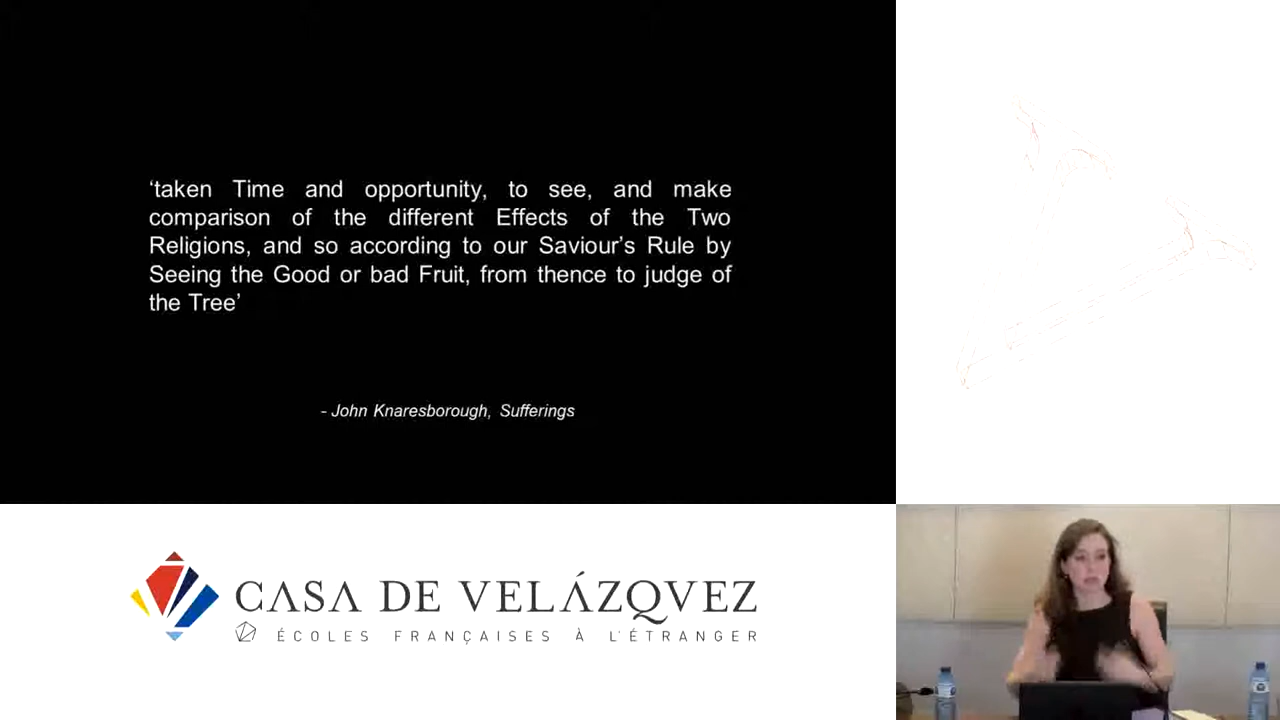 ‘taken Time and opportunity, to see, and make
comparison of the different Effects of the Two
Religions, and so according to our Saviour’s Rule by
Seeing the Good or bad Fruit, from thence to judge of
the Tree’
- John Knaresborough, Sufferings
CASA DE VELÁZQVEZ
ÉCOLES FRANÇAISES À L'ÉTRANGER